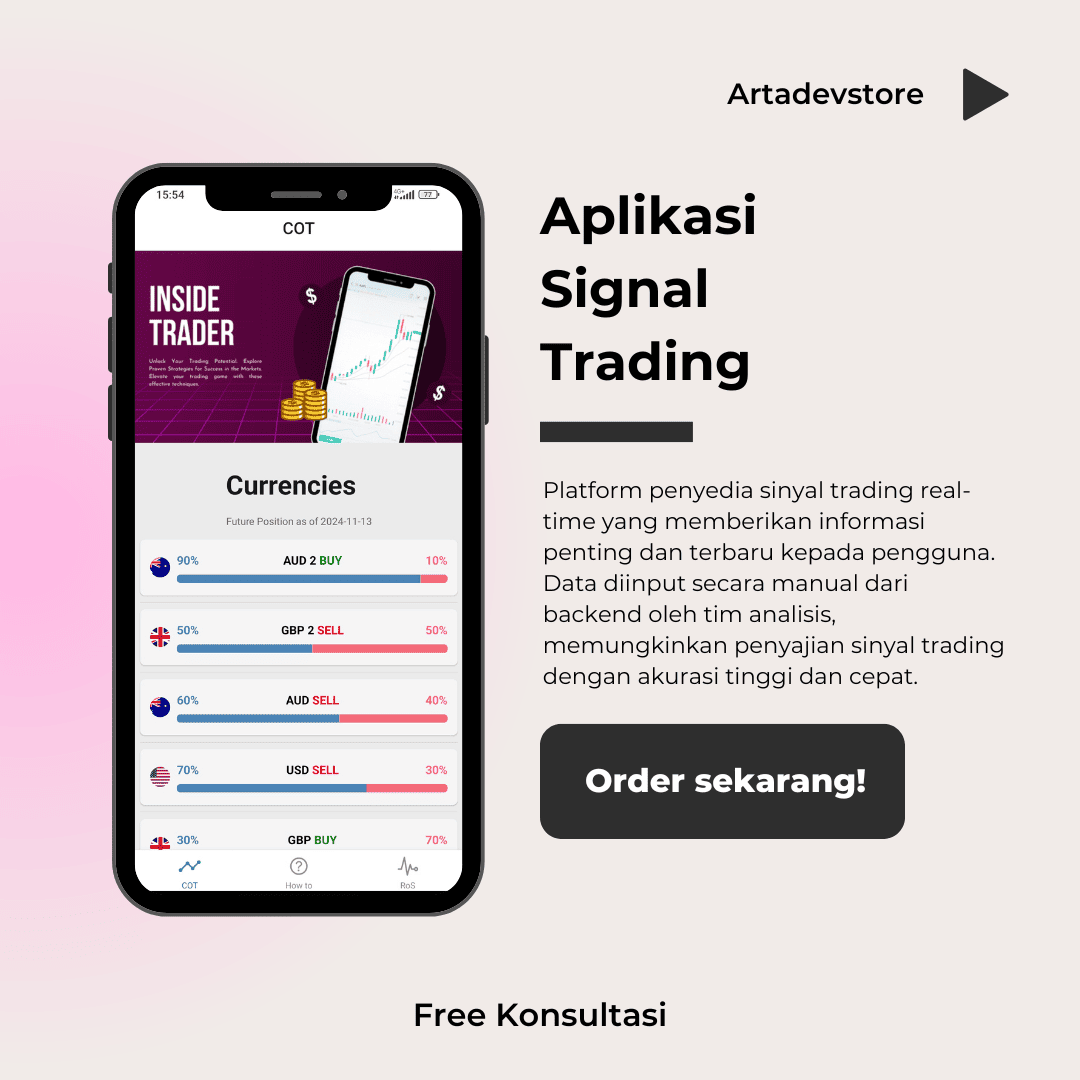 Artadevstore
15:54
4G+
77
COT
INSIDE
TRADER
Unlock Your Trading Potential. Explore
Proven Strategies for Success in the Markets.
Elevate your trading game with these
effective techniques.
$
$
Currencies
Future Position as of 2024-11-13
90% AUD 2 BUY 10%
50% GBP 2 SELL 50%
60% AUD SELL 40%
70% USD SELL 30%
30% GBP BUY 70%
COT How to RoS
Aplikasi
Signal
Trading
Platform penyedia sinyal trading real-
time yang memberikan informasi
penting dan terbaru kepada pengguna.
Data diinput secara manual dari
backend oleh tim analisis,
memungkinkan penyajian sinyal trading
dengan akurasi tinggi dan cepat.
Order sekarang!
Free Konsultasi